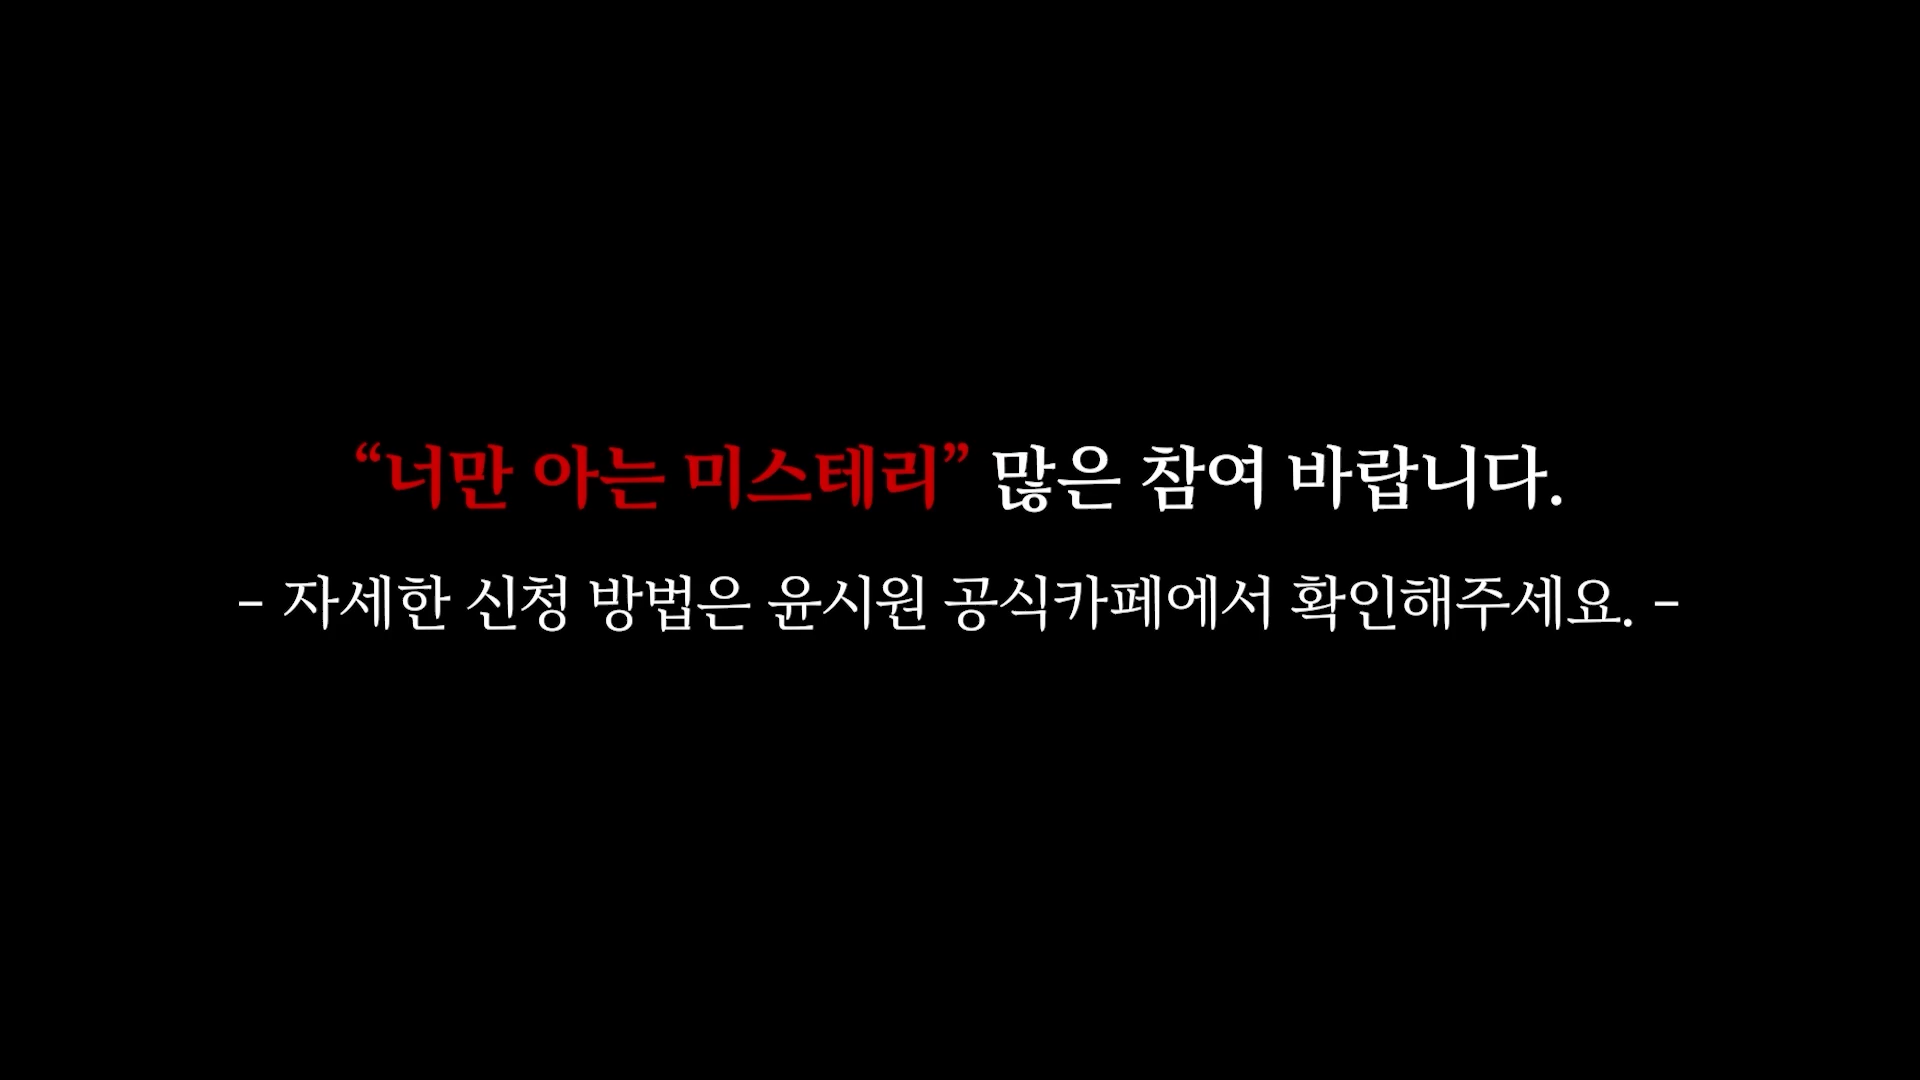 “너만 아는 미스테리” 많은 참여 바랍니다.
- 자세한 신청 방법은 윤시원 공식카페에서 확인해주세요. -